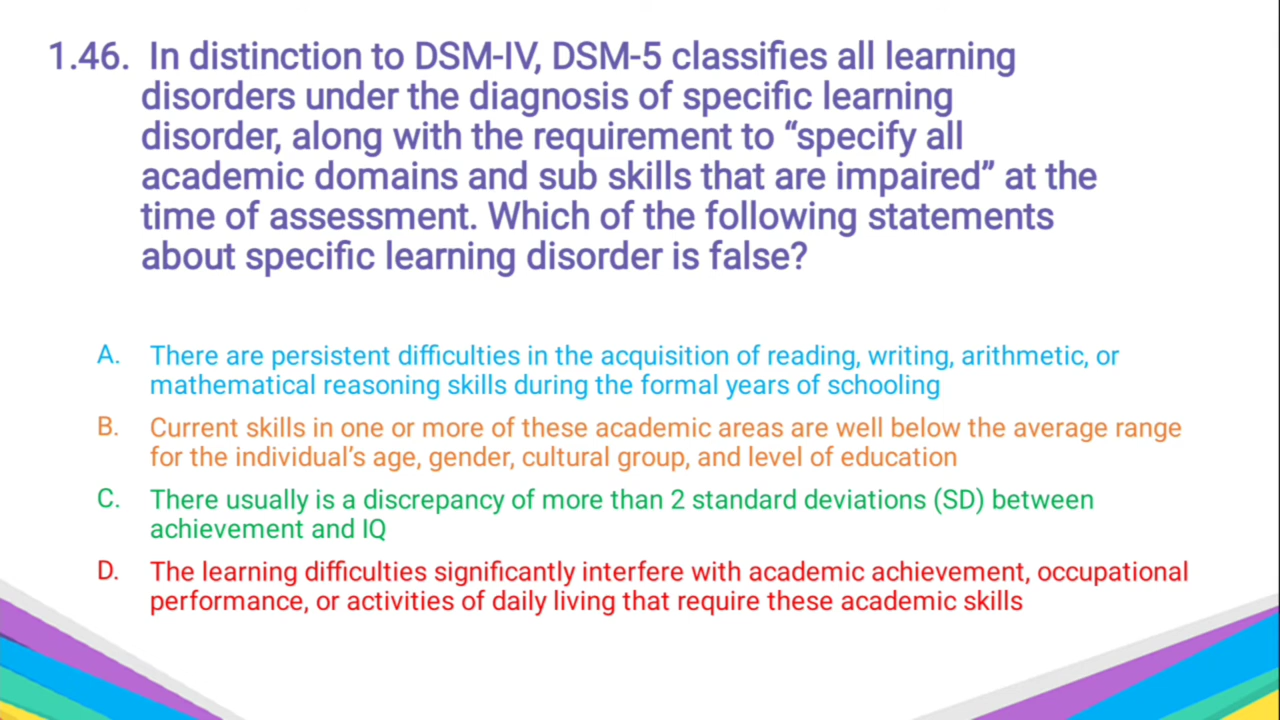 1.46. In distinction to DSM-IV, DSM-5 classifies all learning
disorders under the diagnosis of specific learning
disorder, along with the requirement to “specify all
academic domains and sub skills that are impaired” at the
time of assessment. Which of the following statements
about specific learning disorder is false?
A. There are persistent difficulties in the acquisition of reading, writing, arithmetic, or
mathematical reasoning skills during the formal years of schooling
B. Current skills in one or more of these academic areas are well below the average range
for the individual’s age, gender, cultural group, and level of education
C. There usually is a discrepancy of more than 2 standard deviations (SD) between
achievement and IQ
D. The learning difficulties significantly interfere with academic achievement, occupational
performance, or activities of daily living that require these academic skills